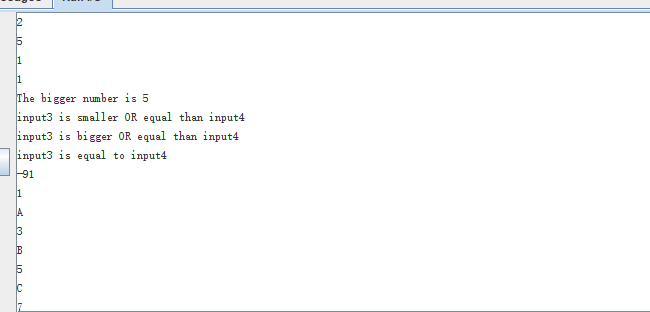 2
5
1
1
The bigger number is 5
input3 is smaller OR equal than input4
input3 is bigger OR equal than input4
input3 is equal to input4
-91
1
A
3
B
5
C
7